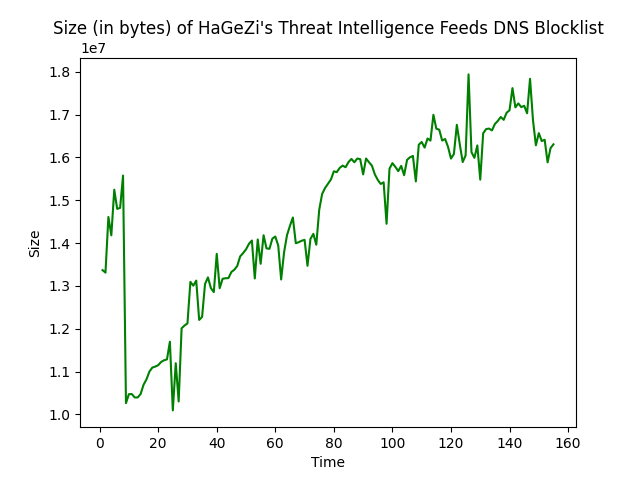 Size (in bytes) of HaGeZi's Threat Intelligence Feeds DNS Blocklist
1e7
1.8
1.7
1.6
1.5
1.4
1.3
1.2
1.1
1.0
Size
0 20 40 60 80 100 120 140 160
Time